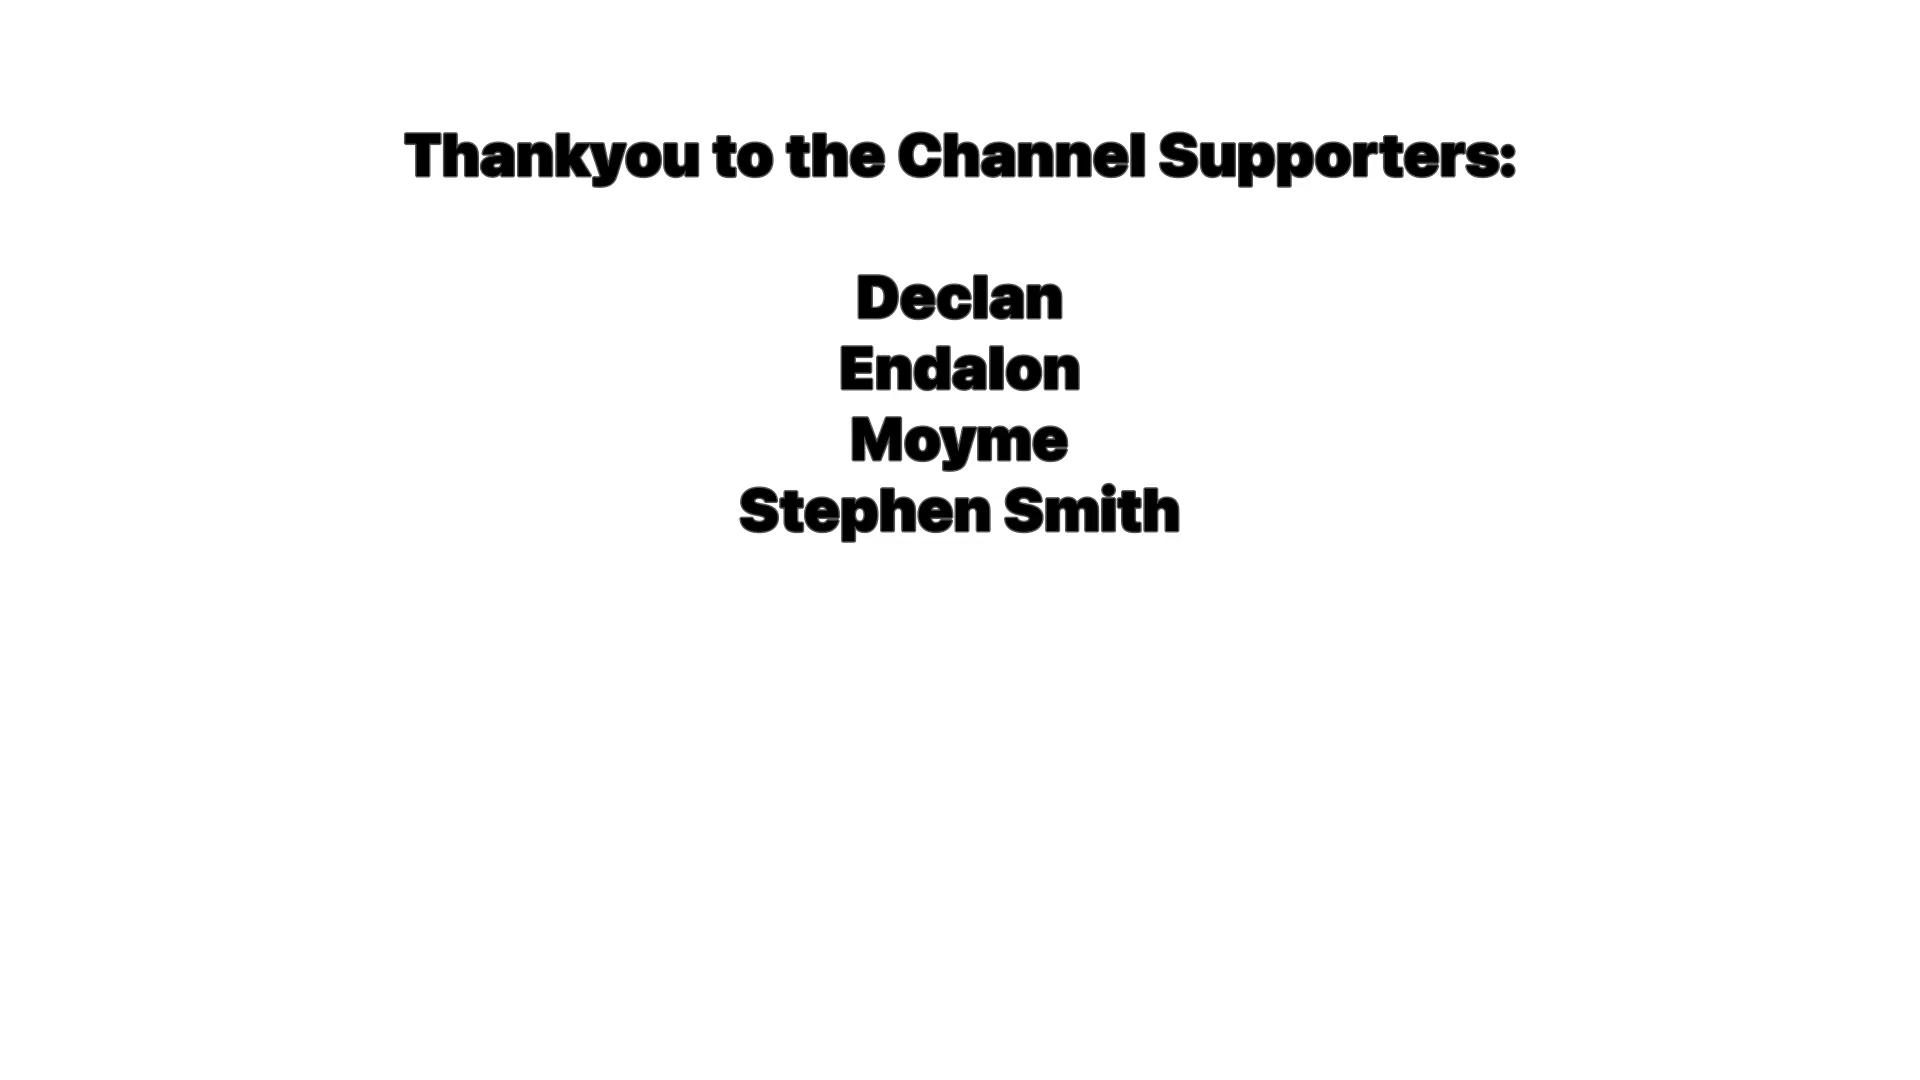 Thankyou to the Channel Supporters:
Declan
Endalon
Moyme
Stephen Smith